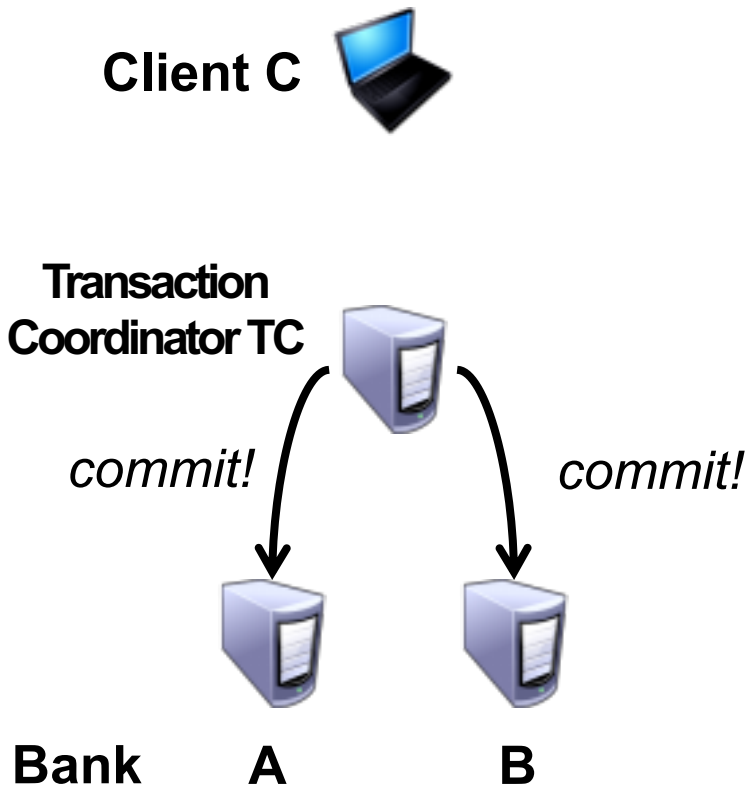 Client C
Transaction
Coordinator TC
commit!
commit!
Bank A B